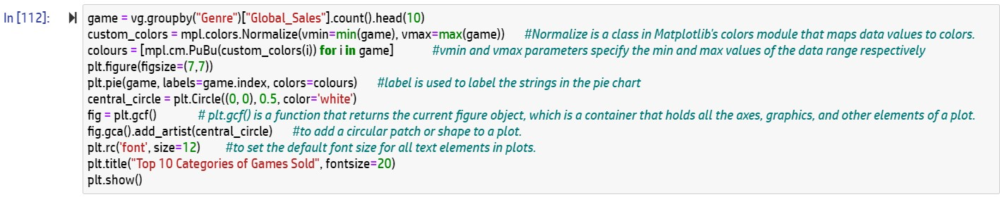 In [112]:
game = vg.groupby("Genre")["Global_Sales"].count().head(10)
custom_colors = mpl.colors.Normalize(vmin=min(game), vmax=max(game)) #Normalize is a class in Matplotlib's colors module that maps data values to colors.
colours = [mpl.cm.PuBu(custom_colors(i)) for i in game] #vmin and vmax parameters specify the min and max values of the data range respectively
plt.figure(figsize=(7,7))
plt.pie(game, labels=game.index, colors=colours) #label is used to label the strings in the pie chart
central_circle = plt.Circle((0, 0), 0.5, color='white')
fig = plt.gcf() # plt.gcf() is a function that returns the current figure object, which is a container that holds all the axes, graphics, and other elements of a plot.
fig.gca().add_artist(central_circle) #to add a circular patch or shape to a plot.
plt.rc('font', size=12) #to set the default font size for all text elements in plots.
plt.title("Top 10 Categories of Games Sold", fontsize=20)
plt.show()